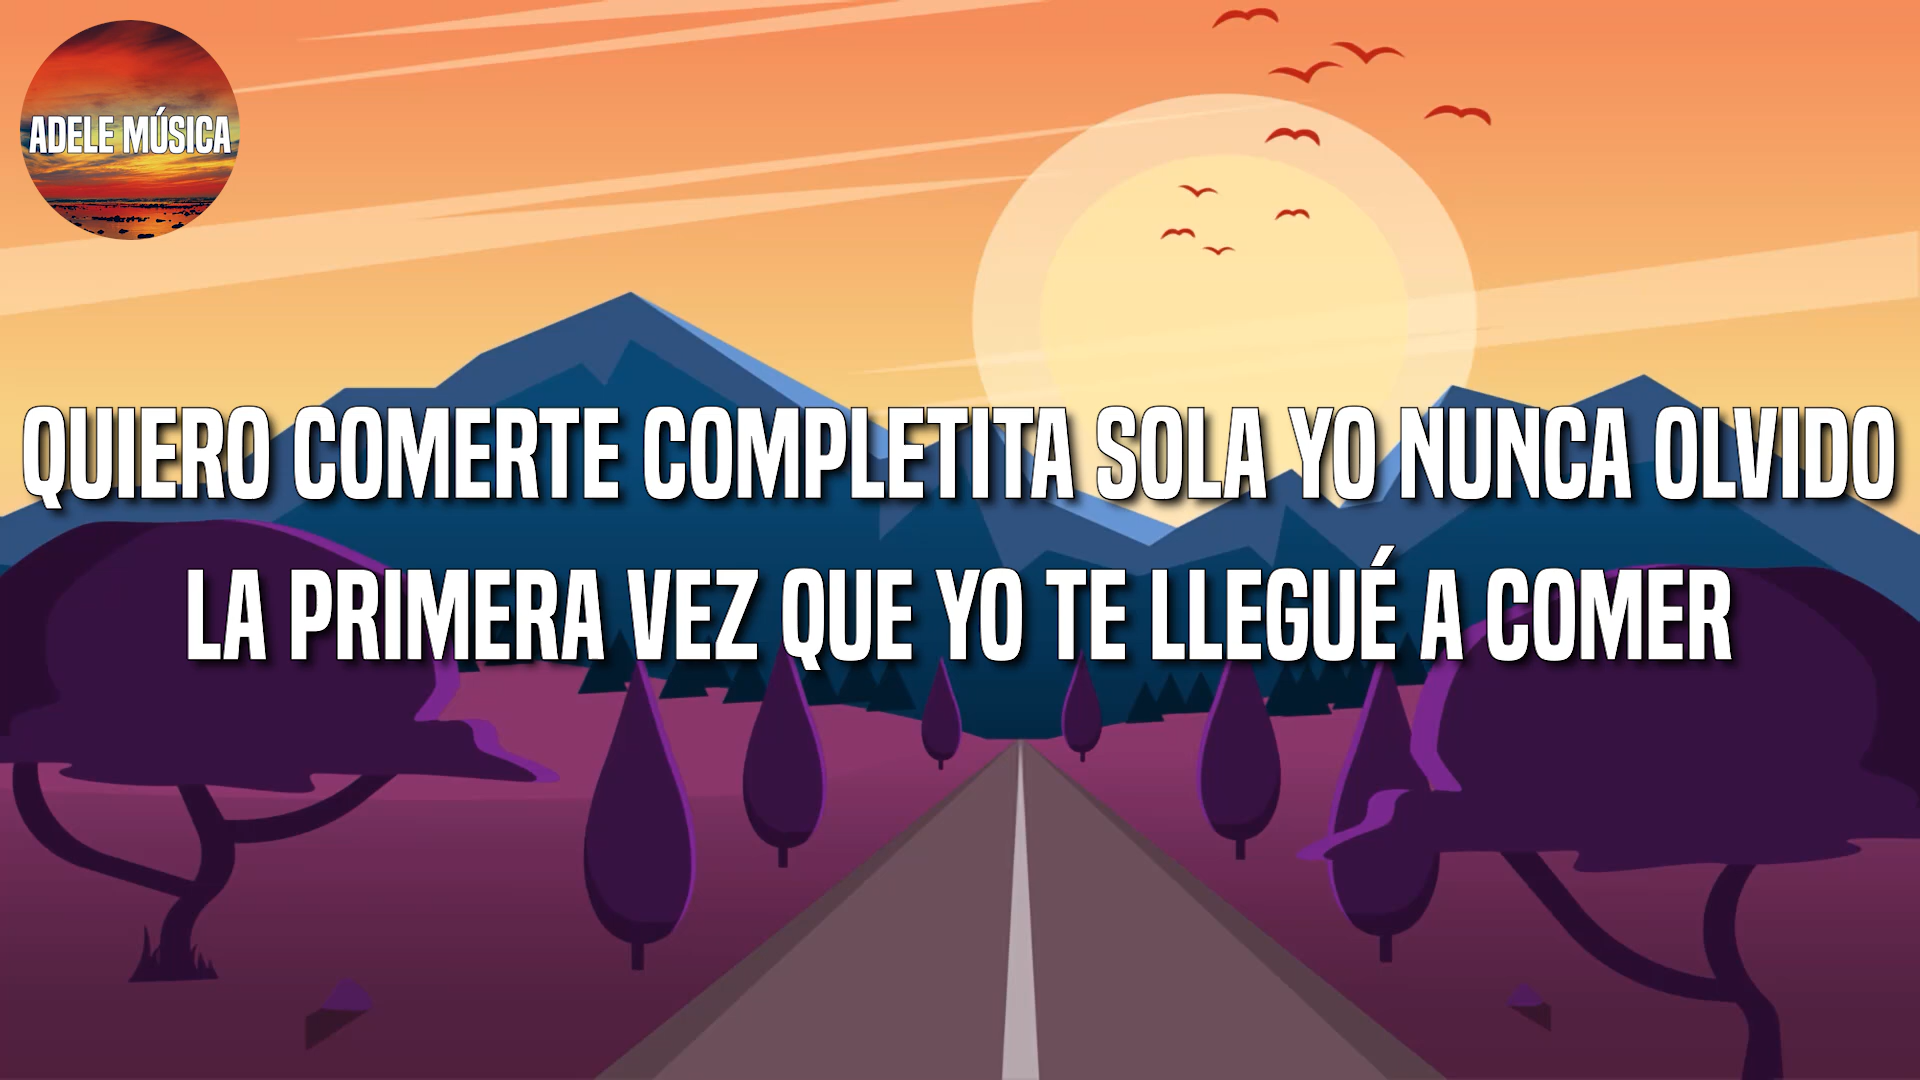 ADELE MÚSICA
QUIERO COMERTE COMPLETITA SOLA YO NUNCA OLVIDO
LA PRIMERA VEZ QUE YO TE LLEGUÉ A COMER